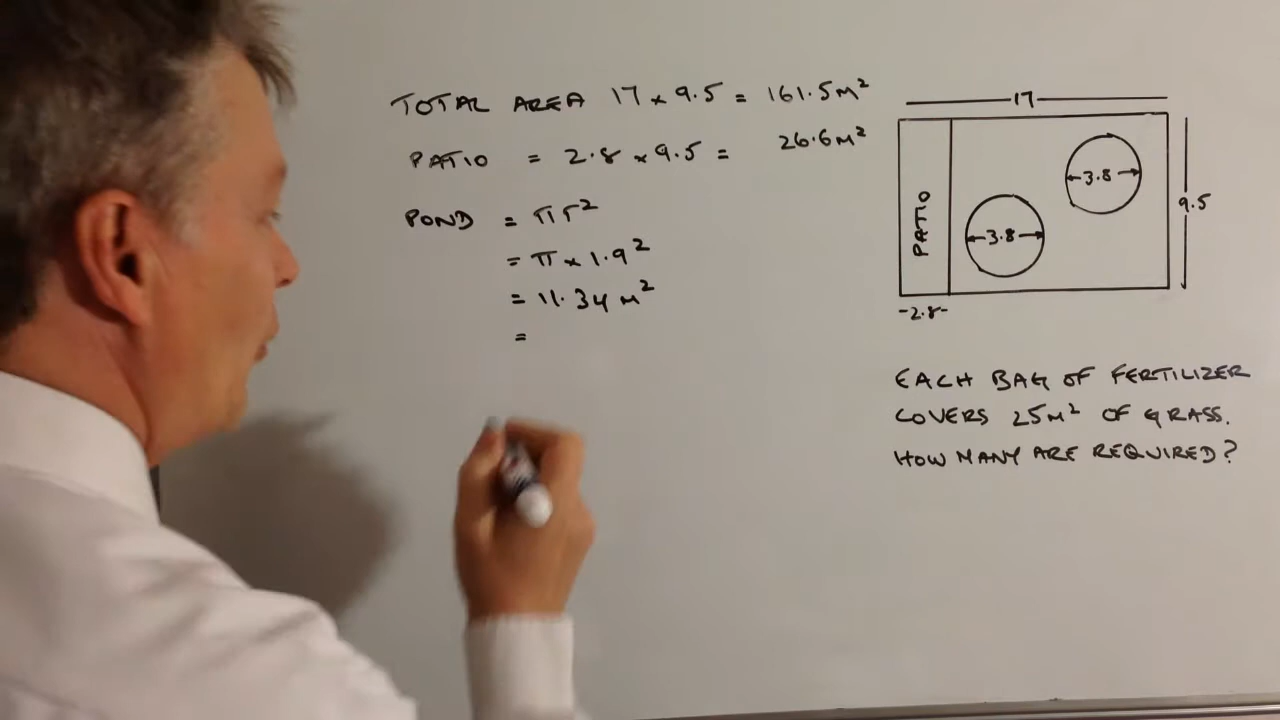 TOTAL AREA 17 × 9.5 = 161.5M²
PATIO = 2.8 × 9.5 = 26.6M²
POND = πr²
= π × 1.9²
= 11.34 M²
=
17
PATIO
3.8
3.8
9.5
-2.8-
EACH BAG OF FERTILIZER
COVERS 25M² OF GRASS.
HOW MANY ARE REQUIRED?